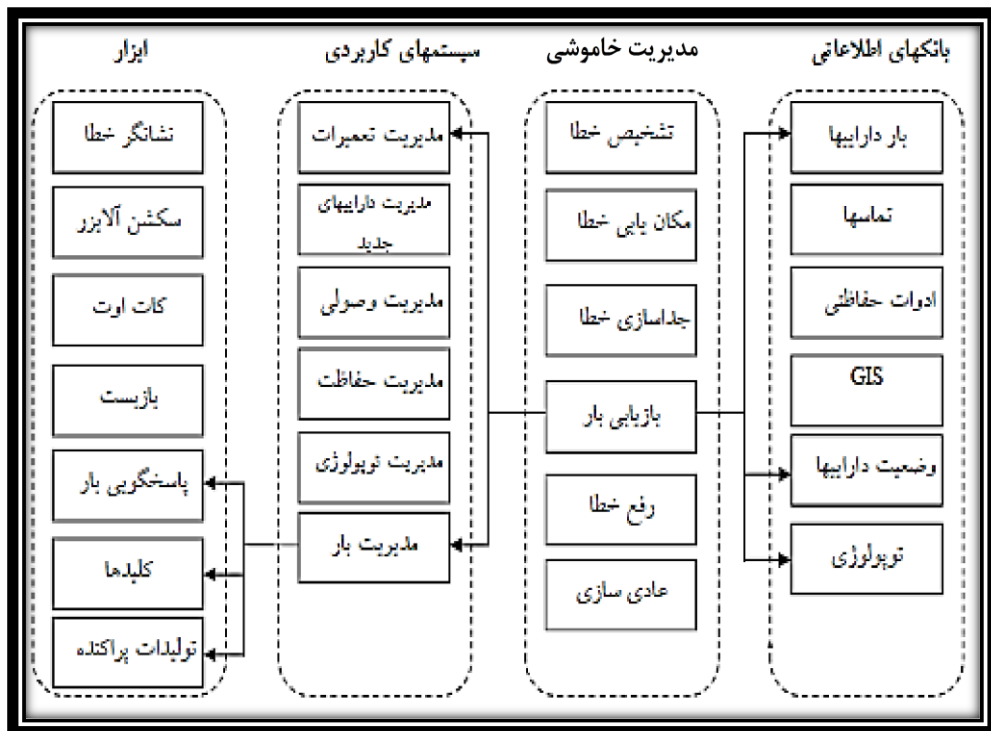 بانکهای اطلاعاتی
بار داراییها
تماسها
ادوات حفاظتی
GIS
وضعیت داراییها
توپولوژی
مدیریت خاموشی
تشخیص خطا
مکان یابی خطا
جداسازی خطا
بازیابی بار
رفع خطا
عادی سازی
سیستمهای کاربردی
مدیریت تعمیرات
مدیریت داراییهای
جدید
مدیریت وصولی
مدیریت حفاظت
مدیریت توپولوژی
مدیریت بار
ابزار
نشانگر خطا
سکشن آلایزر
کات اوت
بازبست
پاسخگویی بار
کلیدها
تولیدات پراکنده